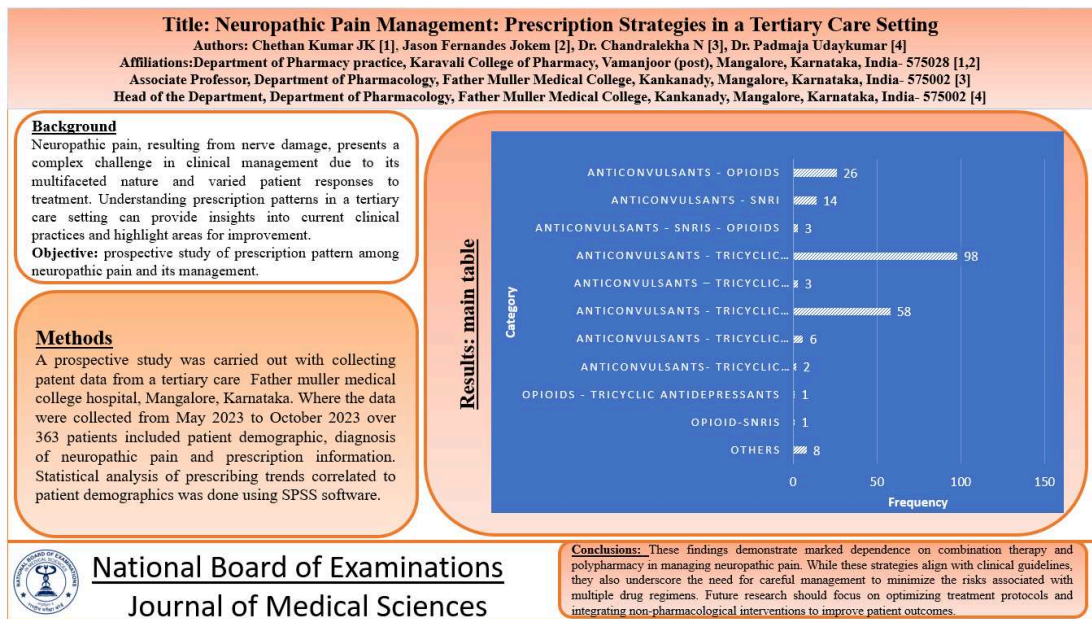 Title: Neuropathic Pain Management: Prescription Strategies in a Tertiary Care Setting
Authors: Chethan Kumar JK [1], Jason Fernandes Jokem [2], Dr. Chandralekha N [3], Dr. Padmaja Udaykumar [4]
Affiliations:Department of Pharmacy practice, Karavali College of Pharmacy, Vamanjoor (post), Mangalore, Karnataka, India- 575028 [1,2]
Associate Professor, Department of Pharmacology, Father Muller Medical College, Kankanady, Mangalore, Karnataka, India- 575002 [3]
Head of the Department, Department of Pharmacology, Father Muller Medical College, Kankanady, Mangalore, Karnataka, India- 575002 [4]
Background
Neuropathic pain, resulting from nerve damage, presents a
complex challenge in clinical management due to its
multifaceted nature and varied patient responses to
treatment. Understanding prescription patterns in a tertiary
care setting can provide insights into current clinical
practices and highlight areas for improvement.
Objective: prospective study of prescription pattern among
neuropathic pain and its management.
Methods
A prospective study was carried out with collecting
patent data from a tertiary care Father muller medical
college hospital, Mangalore, Karnataka. Where the data
were collected from May 2023 to October 2023 over
363 patients included patient demographic, diagnosis
of neuropathic pain and prescription information.
Statistical analysis of prescribing trends correlated to
patient demographics was done using SPSS software.
Results: main table
Category
ANTICONVULSANTS - OPIOIDS 26
ANTICONVULSANTS - SNRI 14
ANTICONVULSANTS - SNRIS - OPIOIDS 3
ANTICONVULSANTS - TRICYCLIC... 98
ANTICONVULSANTS – TRICYCLIC... 3
ANTICONVULSANTS - TRICYCLIC... 58
ANTICONVULSANTS - TRICYCLIC... 6
ANTICONVULSANTS- TRICYCLIC... 2
OPIOIDS - TRICYCLIC ANTIDEPRESSANTS 1
OPIOID-SNRIS 1
OTHERS 8
0 50 100 150
Frequency
National Board of Examinations
Journal of Medical Sciences
Conclusions: These findings demonstrate marked dependence on combination therapy and
polypharmacy in managing neuropathic pain. While these strategies align with clinical guidelines,
they also underscore the need for careful management to minimize the risks associated with
multiple drug regimens. Future research should focus on optimizing treatment protocols and
integrating non-pharmacological interventions to improve patient outcomes.